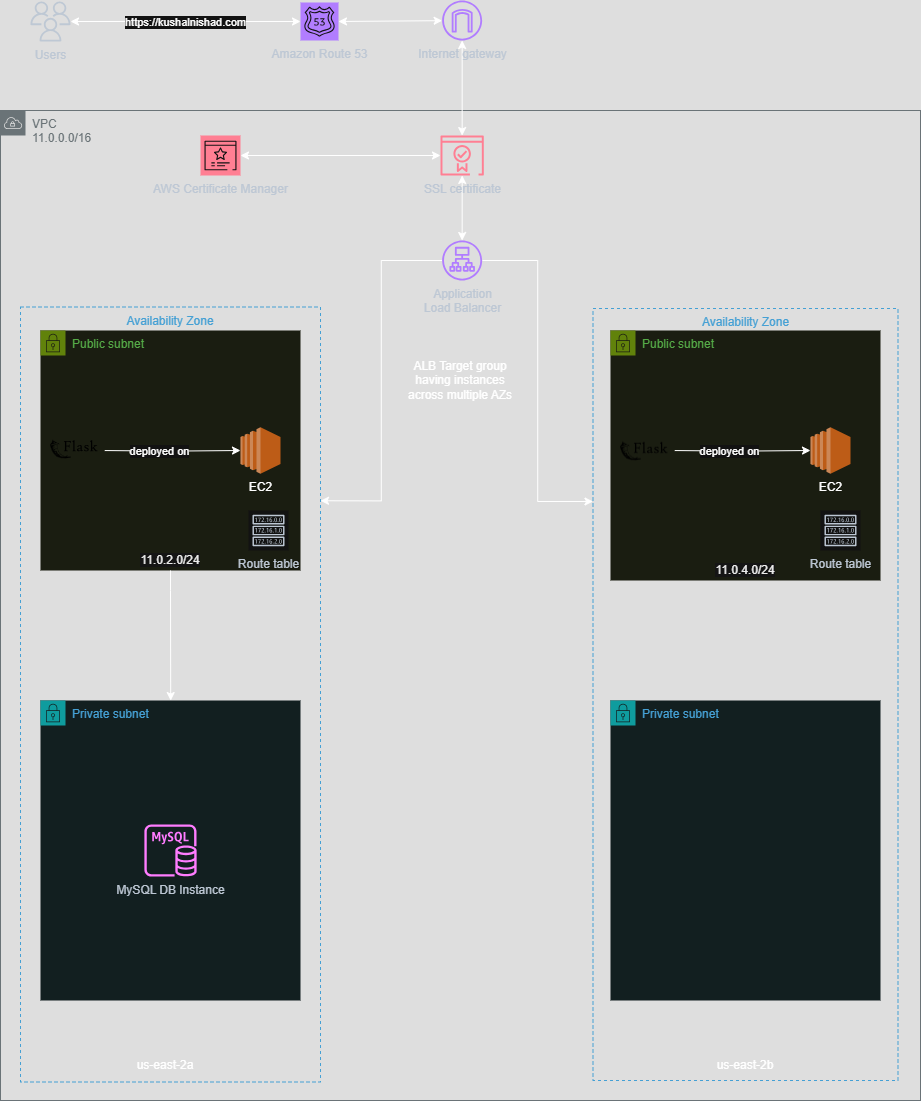 https://kushalnishad.com
53
Users
Amazon Route 53
Internet gateway
VPC
11.0.0.0/16
AWS Certificate Manager
SSL certificate
Application
Load Balancer
Availability Zone
Public subnet
Flask
deployed on
EC2
172.16.0.0
172.16.1.0
172.16.2.0
11.0.2.0/24
Route table
ALB Target group
having instances
across multiple AZs
Availability Zone
Public subnet
Flask
deployed on
EC2
172.16.0.0
172.16.1.0
172.16.2.0
Route table
11.0.4.0/24
Private subnet
MySQL
MySQL DB Instance
us-east-2a
Private subnet
us-east-2b